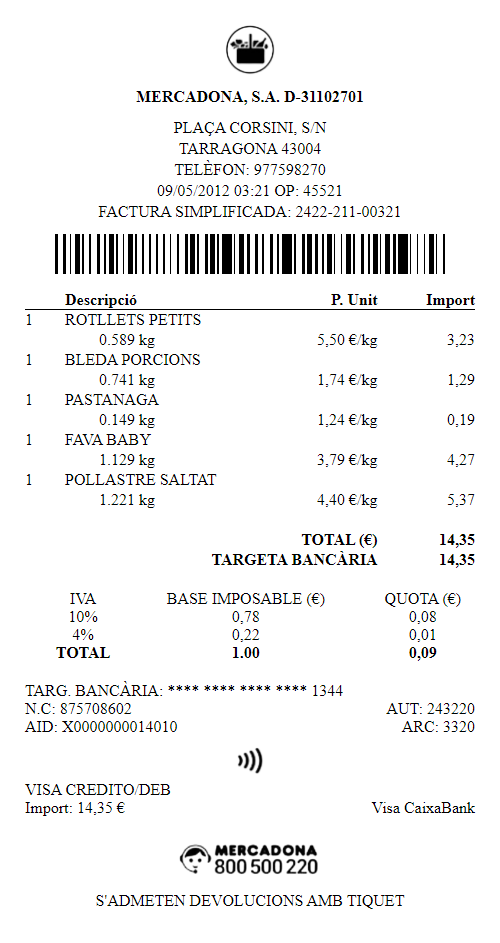 MERCADONA, S.A. D-31102701
PLAÇA CORSINI, S/N
TARRAGONA 43004
TELÈFON: 977598270
09/05/2012 03:21 OP: 45521
FACTURA SIMPLIFICADA: 2422-211-00321
Descripció P. Unit Import
1 ROTLLETS PETITS
0.589 kg 5,50 €/kg 3,23
1 BLEDA PORCIONS
0.741 kg 1,74 €/kg 1,29
1 PASTANAGA
0.149 kg 1,24 €/kg 0,19
1 FAVA BABY
1.129 kg 3,79 €/kg 4,27
1 POLLASTRE SALTAT
1.221 kg 4,40 €/kg 5,37
TOTAL (€) 14,35
TARGETA BANCÀRIA 14,35
IVA BASE IMPOSABLE (€) QUOTA (€)
10% 0,78 0,08
4% 0,22 0,01
TOTAL 1.00 0,09
TARG. BANCÀRIA: **** **** **** **** 1344
N.C: 875708602 AUT: 243220
AID: X0000000014010 ARC: 3320
VISA CREDITO/DEB
Import: 14,35 € Visa CaixaBank
MERCADONA
800 500 220
S'ADMETEN DEVOLUCIONS AMB TIQUET